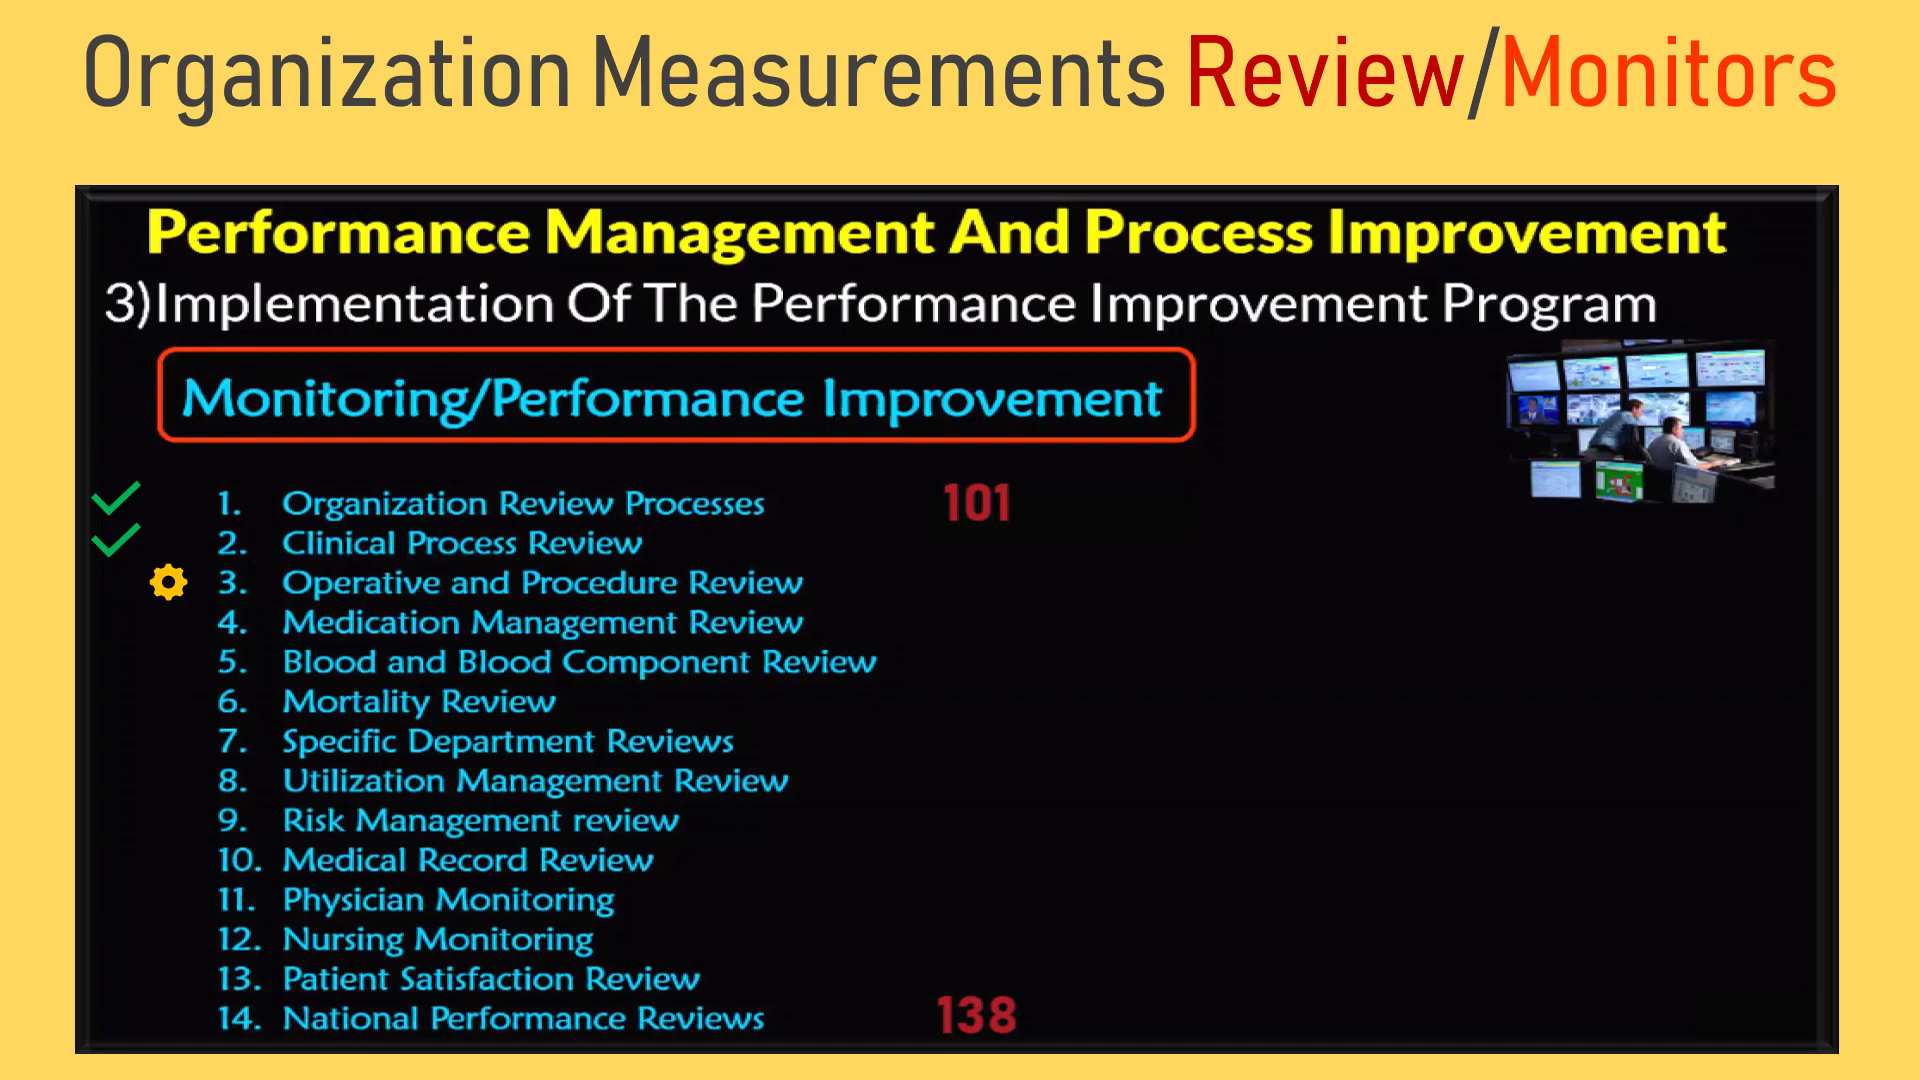 Organization Measurements Review/Monitors
Performance Management And Process Improvement
3)Implementation Of The Performance Improvement Program
Monitoring/Performance Improvement
1. Organization Review Processes 101
2. Clinical Process Review
3. Operative and Procedure Review
4. Medication Management Review
5. Blood and Blood Component Review
6. Mortality Review
7. Specific Department Reviews
8. Utilization Management Review
9. Risk Management review
10. Medical Record Review
11. Physician Monitoring
12. Nursing Monitoring
13. Patient Satisfaction Review
14. National Performance Reviews 138